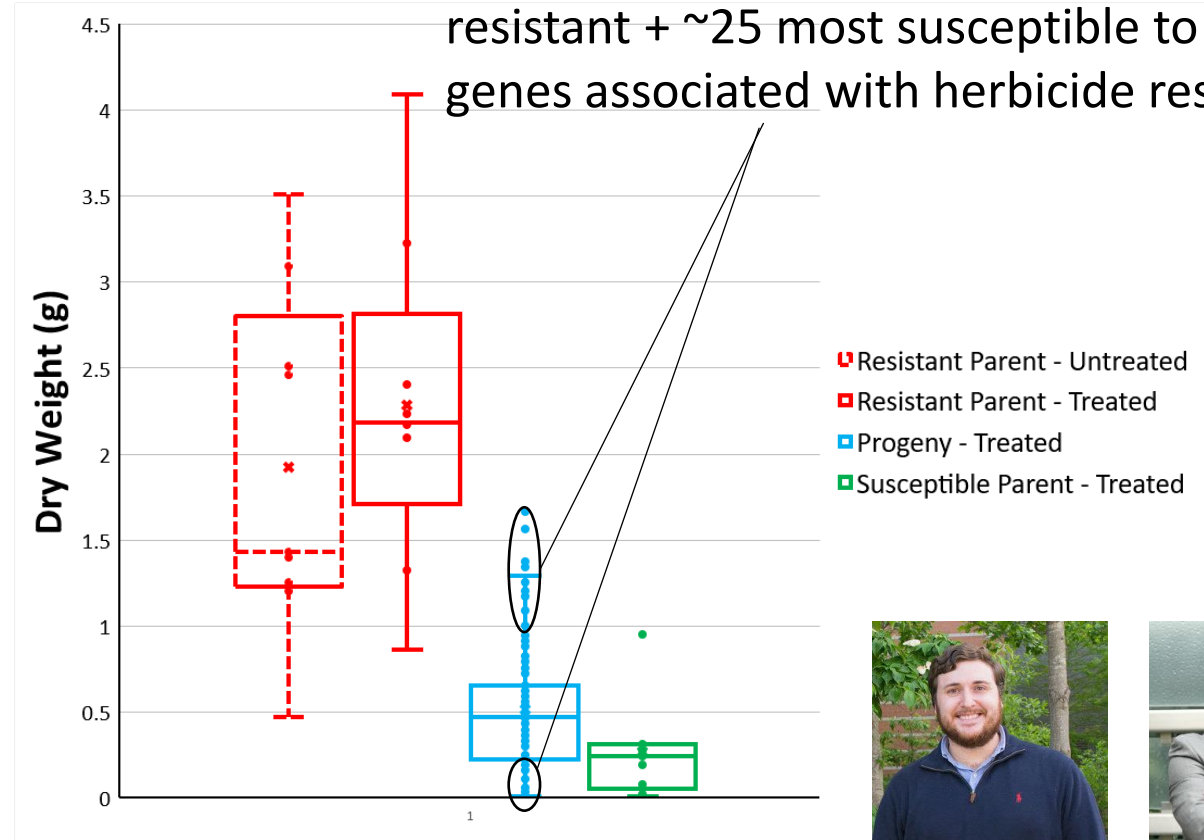 resistant + ~25 most susceptible to
genes associated with herbicide res
4.5
4
3.5
3
2.5
2
1.5
1
0.5
0
Dry Weight (g)
1
Resistant Parent - Untreated
Resistant Parent - Treated
Progeny - Treated
Susceptible Parent - Treated